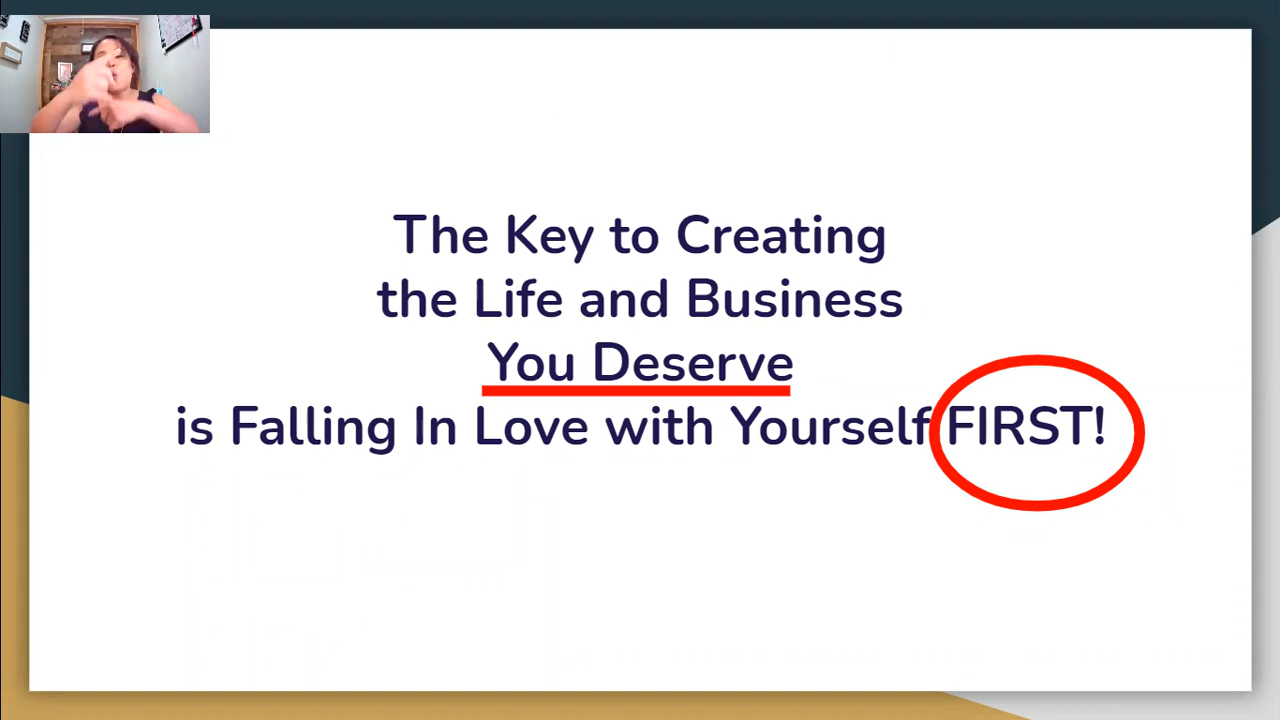 The Key to Creating
the Life and Business
You Deserve
is Falling In Love with Yourself FIRST!